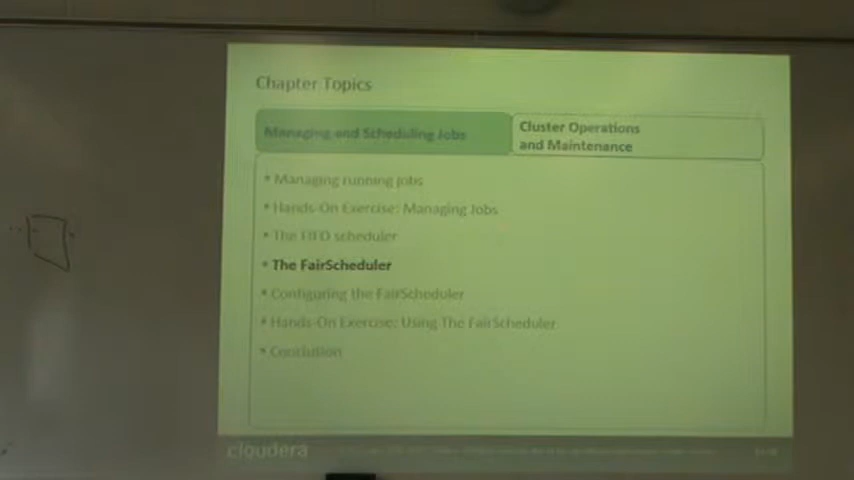 Chapter Topics
Managing and Scheduling Jobs
Cluster Operations
and Maintenance
• Managing running jobs
• Hands-On Exercise: Managing Jobs
• The FIFO scheduler
• The FairScheduler
• Configuring the FairScheduler
• Hands-On Exercise: Using The FairScheduler
• Conclusion
cloudera